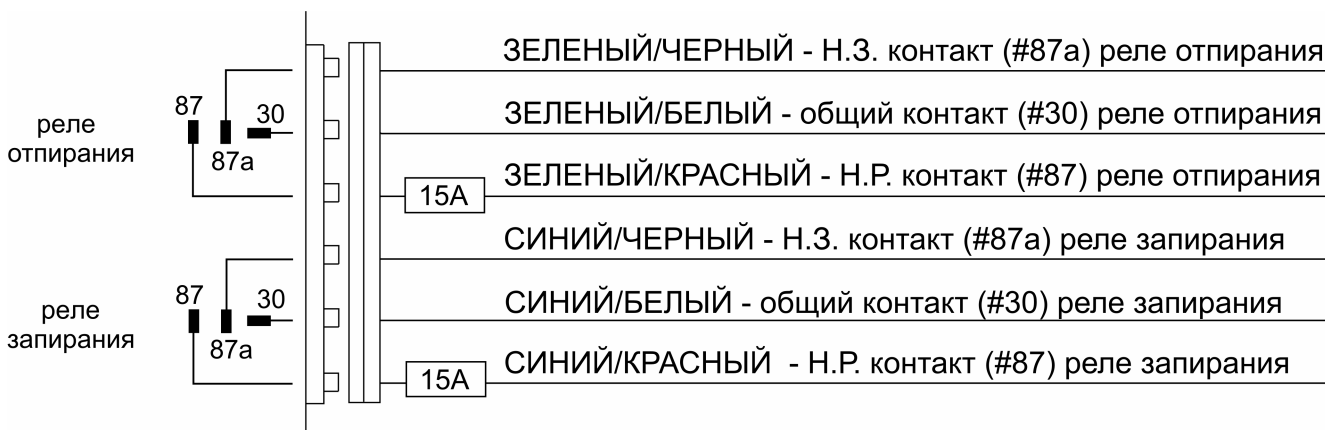 ЗЕЛЕНЫЙ/ЧЕРНЫЙ - Н.З. контакт (#87а) реле отпирания
87
30
ЗЕЛЕНЫЙ/БЕЛЫЙ - общий контакт (#30) реле отпирания
реле
отпирания
87а
ЗЕЛЕНЫЙ/КРАСНЫЙ - Н.Р. контакт (#87) реле отпирания
15А
СИНИЙ/ЧЕРНЫЙ - Н.З. контакт (#87а) реле запирания
87
30
СИНИЙ/БЕЛЫЙ - общий контакт (#30) реле запирания
реле
запирания
87а
СИНИЙ/КРАСНЫЙ - Н.Р. контакт (#87) реле запирания
15А